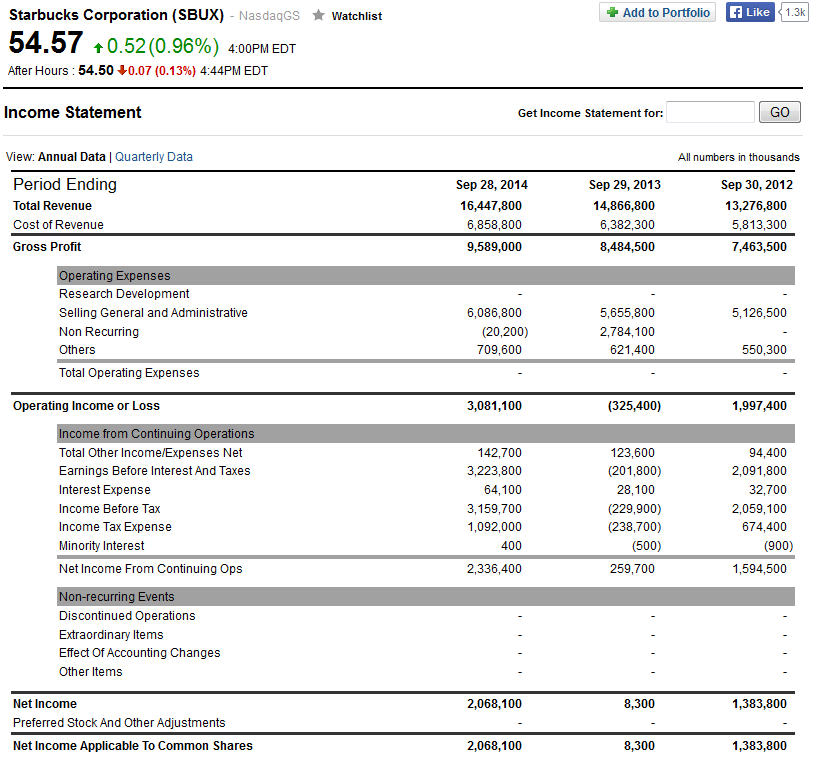 Starbucks Corporation (SBUX) - NasdaqGS ★ Watchlist
Add to Portfolio
Like 1.3k
54.57 0.52(0.96%) 4:00PM EDT
After Hours : 54.50 0.07 (0.13%) 4:44PM EDT
Income Statement
Get Income Statement for: GO
View: Annual Data | Quarterly Data
All numbers in thousands
Period Ending Sep 28, 2014 Sep 29, 2013 Sep 30, 2012
Total Revenue 16,447,800 14,866,800 13,276,800
Cost of Revenue 6,858,800 6,382,300 5,813,300
Gross Profit 9,589,000 8,484,500 7,463,500
Operating Expenses
Research Development - - -
Selling General and Administrative 6,086,800 5,655,800 5,126,500
Non Recurring (20,200) 2,784,100 -
Others 709,600 621,400 550,300
Total Operating Expenses - - -
Operating Income or Loss 3,081,100 (325,400) 1,997,400
Income from Continuing Operations
Total Other Income/Expenses Net 142,700 123,600 94,400
Earnings Before Interest And Taxes 3,223,800 (201,800) 2,091,800
Interest Expense 64,100 28,100 32,700
Income Before Tax 3,159,700 (229,900) 2,059,100
Income Tax Expense 1,092,000 (238,700) 674,400
Minority Interest 400 (500) (900)
Net Income From Continuing Ops 2,336,400 259,700 1,594,500
Non-recurring Events
Discontinued Operations - - -
Extraordinary Items - - -
Effect Of Accounting Changes - - -
Other Items - - -
Net Income 2,068,100 8,300 1,383,800
Preferred Stock And Other Adjustments - - -
Net Income Applicable To Common Shares 2,068,100 8,300 1,383,800